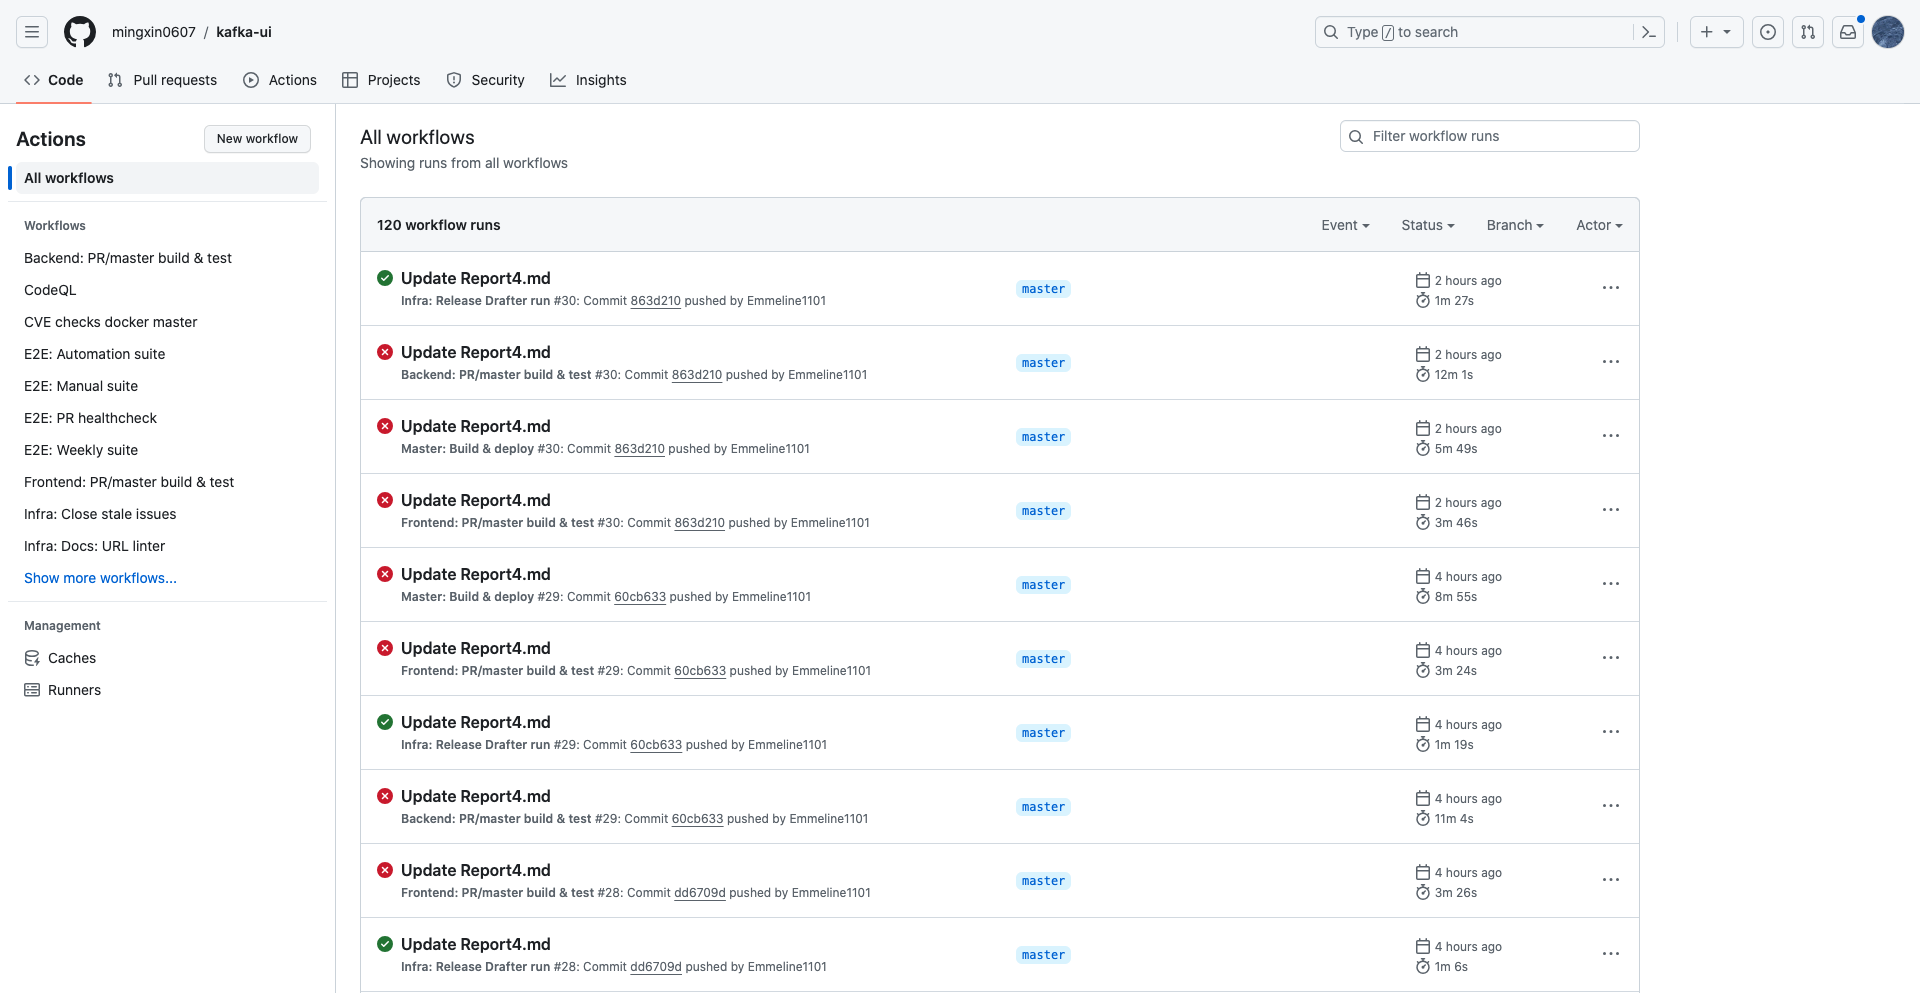 mingxin0607 / kafka-ui
Type / to search
Code
Pull requests
Actions
Projects
Security
Insights
Actions
New workflow
All workflows
Workflows
Backend: PR/master build & test
CodeQL
CVE checks docker master
E2E: Automation suite
E2E: Manual suite
E2E: PR healthcheck
E2E: Weekly suite
Frontend: PR/master build & test
Infra: Close stale issues
Infra: Docs: URL linter
Show more workflows...
Management
Caches
Runners
All workflows
Showing runs from all workflows
Filter workflow runs
120 workflow runs
Event
Status
Branch
Actor
Update Report4.md
Infra: Release Drafter run #30: Commit 863d210 pushed by Emmeline1101
master
2 hours ago
1m 27s
Update Report4.md
Backend: PR/master build & test #30: Commit 863d210 pushed by Emmeline1101
master
2 hours ago
12m 1s
Update Report4.md
Master: Build & deploy #30: Commit 863d210 pushed by Emmeline1101
master
2 hours ago
5m 49s
Update Report4.md
Frontend: PR/master build & test #30: Commit 863d210 pushed by Emmeline1101
master
2 hours ago
3m 46s
Update Report4.md
Master: Build & deploy #29: Commit 60cb633 pushed by Emmeline1101
master
4 hours ago
8m 55s
Update Report4.md
Frontend: PR/master build & test #29: Commit 60cb633 pushed by Emmeline1101
master
4 hours ago
3m 24s
Update Report4.md
Infra: Release Drafter run #29: Commit 60cb633 pushed by Emmeline1101
master
4 hours ago
1m 19s
Update Report4.md
Backend: PR/master build & test #29: Commit 60cb633 pushed by Emmeline1101
master
4 hours ago
11m 4s
Update Report4.md
Frontend: PR/master build & test #28: Commit dd6709d pushed by Emmeline1101
master
4 hours ago
3m 26s
Update Report4.md
Infra: Release Drafter run #28: Commit dd6709d pushed by Emmeline1101
master
4 hours ago
1m 6s